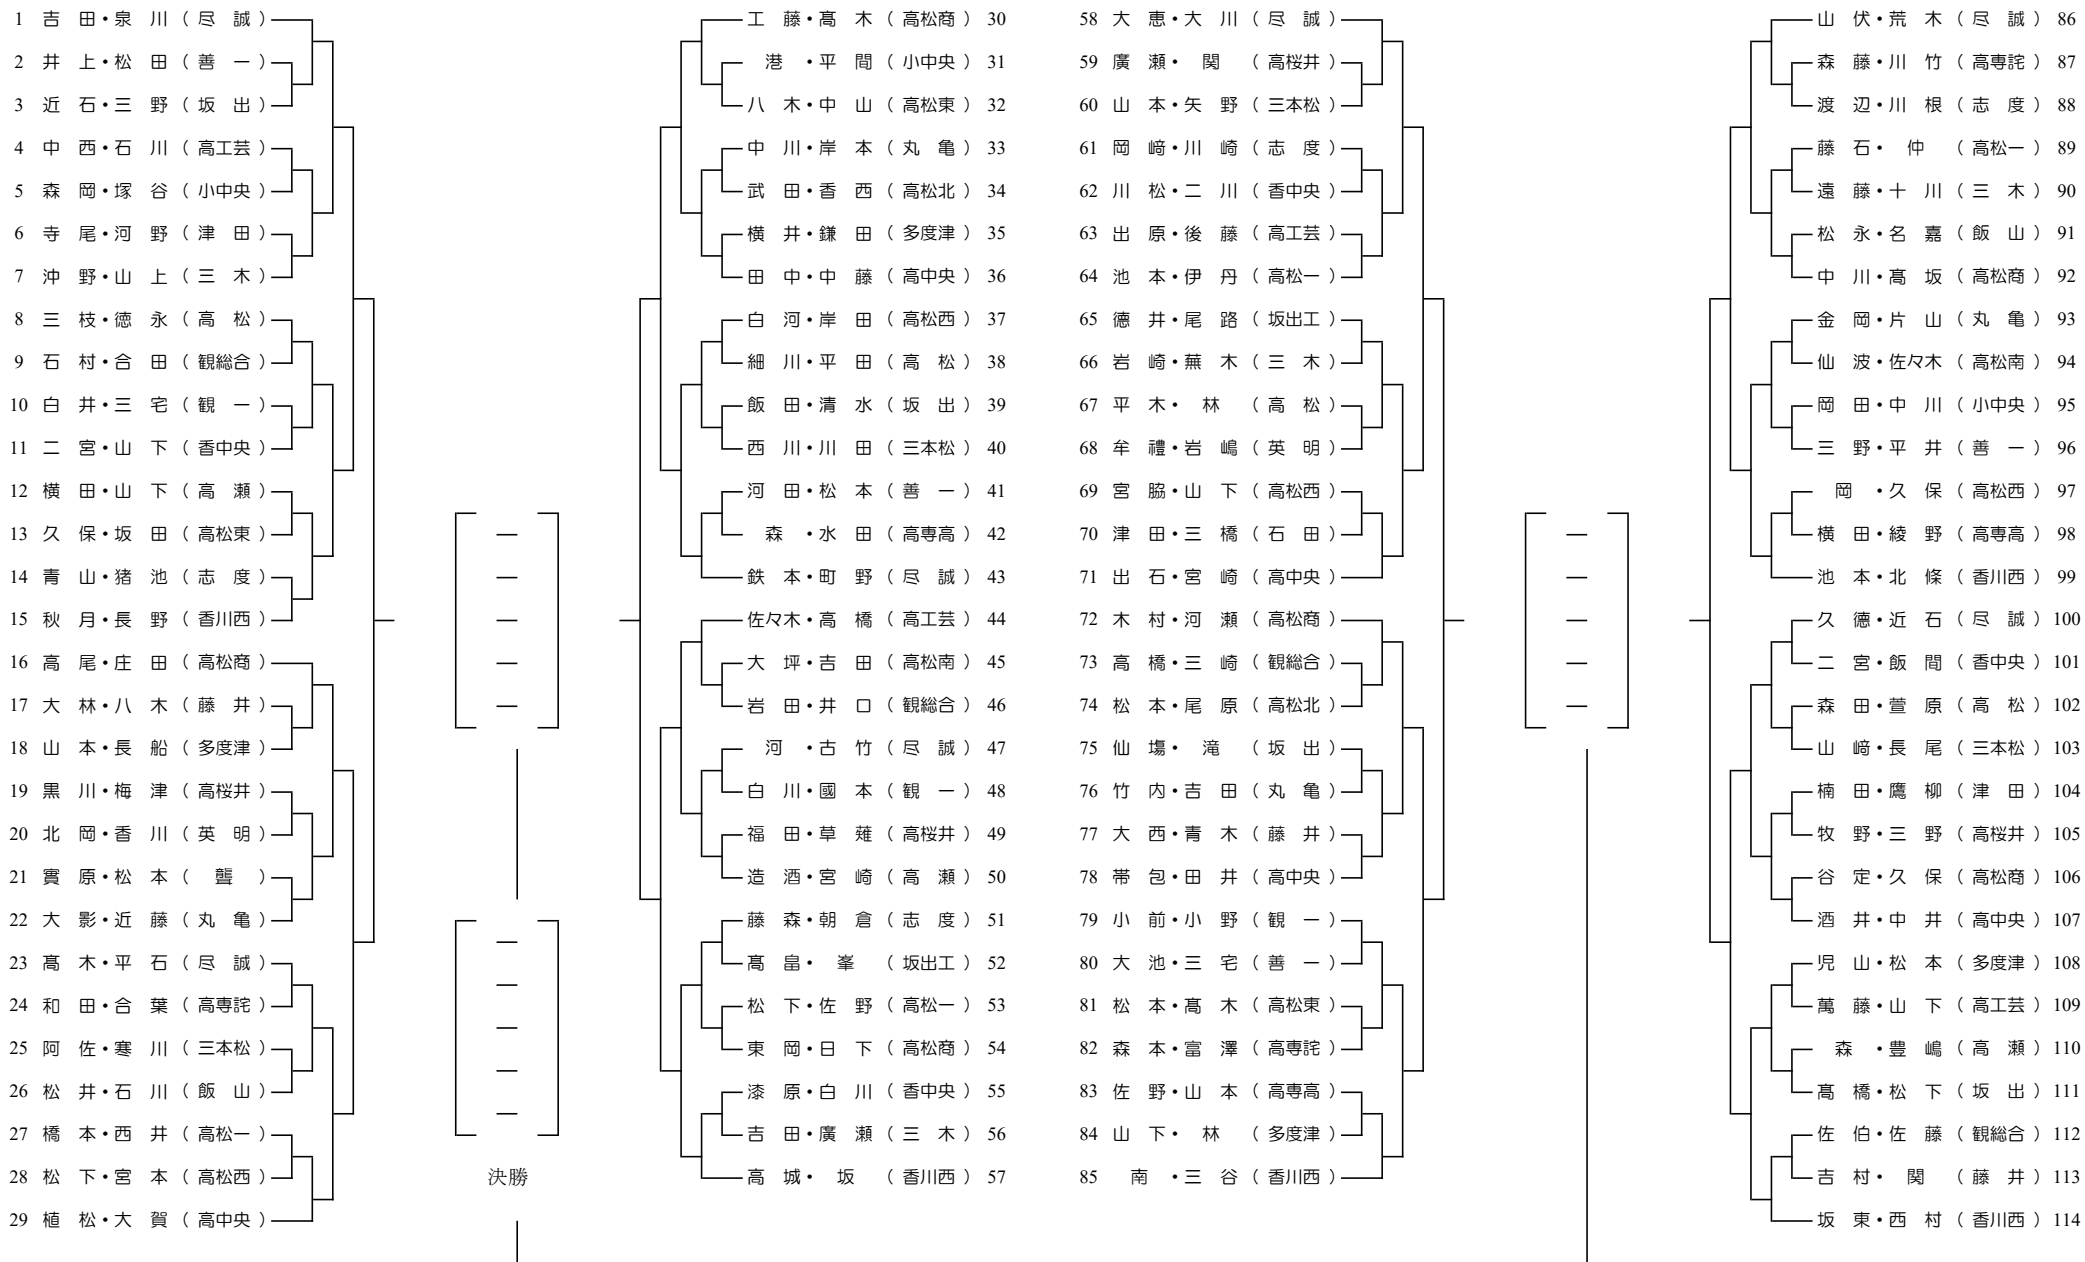 1 吉田・泉川（尽誠）
2 井上・松田（善一）
3 近石・三野（坂出）
4 中西・石川（高工芸）
5 森岡・塚谷（小中央）
6 寺尾・河野（津田）
7 沖野・山上（三木）
8 三枝・徳永（高松）
9 石村・合田（観総合）
10 白井・三宅（観一）
11 二宮・山下（香中央）
12 横田・山下（高瀬）
13 久保・坂田（高松東）
14 青山・猪池（志度）
15 秋月・長野（香川西）
16 高尾・庄田（高松商）
17 大林・八木（藤井）
18 山本・長船（多度津）
19 黒川・梅津（高桜井）
20 北岡・香川（英明）
21 實原・松本（聾）
22 大影・近藤（丸亀）
23 髙木・平石（尽誠）
24 和田・合葉（高専詫）
25 阿佐・寒川（三本松）
26 松井・石川（飯山）
27 橋本・西井（高松一）
28 松下・宮本（高松西）
29 植松・大賀（高中央）
決勝
工藤・髙木（高松商）30
港・平間（小中央）31
八木・中山（高松東）32
中川・岸本（丸亀）33
武田・香西（高松北）34
横井・鎌田（多度津）35
田中・中藤（高中央）36
白河・岸田（高松西）37
細川・平田（高松）38
飯田・清水（坂出）39
西川・川田（三本松）40
河田・松本（善一）41
森・水田（高専高）42
鉄本・町野（尽誠）43
佐々木・高橋（高工芸）44
大坪・吉田（高松南）45
岩田・井口（観総合）46
河・古竹（尽誠）47
白川・國本（観一）48
福田・草薙（高桜井）49
造酒・宮崎（高瀬）50
藤森・朝倉（志度）51
髙畠・峯（坂出工）52
松下・佐野（高松一）53
東岡・日下（高松商）54
漆原・白川（香中央）55
吉田・廣瀬（三木）56
高城・坂（香川西）57
58 大恵・大川（尽誠）
59 廣瀬・関（高桜井）
60 山本・矢野（三本松）
61 岡﨑・川崎（志度）
62 川松・二川（香中央）
63 出原・後藤（高工芸）
64 池本・伊丹（高松一）
65 德井・尾路（坂出工）
66 岩崎・蕪木（三木）
67 平木・林（高松）
68 牟禮・岩嶋（英明）
69 宮脇・山下（高松西）
70 津田・三橋（石田）
71 出石・宮崎（高中央）
72 木村・河瀬（高松商）
73 高橋・三崎（観総合）
74 松本・尾原（高松北）
75 仙塲・滝（坂出）
76 竹内・吉田（丸亀）
77 大西・青木（藤井）
78 帯包・田井（高中央）
79 小前・小野（観一）
80 大池・三宅（善一）
81 松本・髙木（高松東）
82 森本・富澤（高専詫）
83 佐野・山本（高専高）
84 山下・林（多度津）
85 南・三谷（香川西）
山伏・荒木（尽誠）86
森藤・川竹（高専詫）87
渡辺・川根（志度）88
藤石・仲（高松一）89
遠藤・十川（三木）90
松永・名嘉（飯山）91
中川・髙坂（高松商）92
金岡・片山（丸亀）93
仙波・佐々木（高松南）94
岡田・中川（小中央）95
三野・平井（善一）96
岡・久保（高松西）97
横田・綾野（高専高）98
池本・北條（香川西）99
久德・近石（尽誠）100
二宮・飯間（香中央）101
森田・萱原（高松）102
山﨑・長尾（三本松）103
楠田・鷹柳（津田）104
牧野・三野（高桜井）105
谷定・久保（高松商）106
酒井・中井（高中央）107
児山・松本（多度津）108
萬藤・山下（高工芸）109
森・豊嶋（高瀬）110
髙橋・松下（坂出）111
佐伯・佐藤（観総合）112
吉村・関（藤井）113
坂東・西村（香川西）114